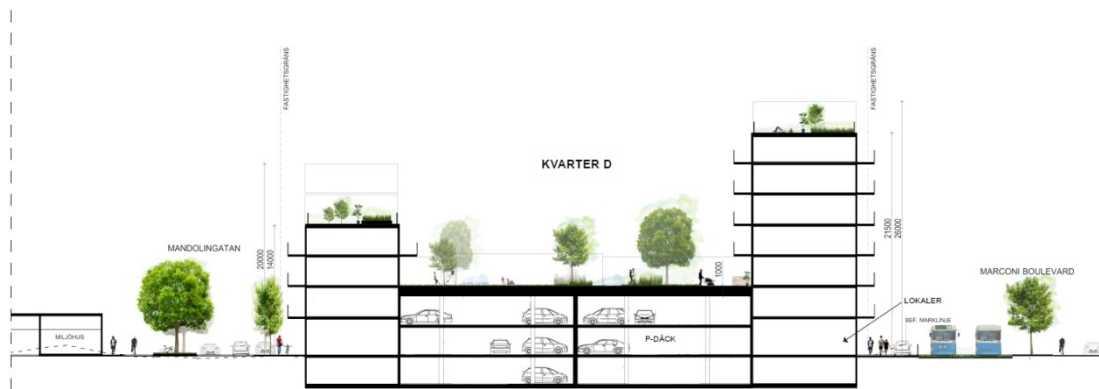 FASTIGHETSGRÄNS
FASTIGHETSGRÄNS
KVARTER D
MANDOLINGATAN
20000
14000
1000
21500
26000
MARCONI BOULEVARD
LOKALER
BEF. MARKLINJE
MILJÖHUS
P-DÄCK